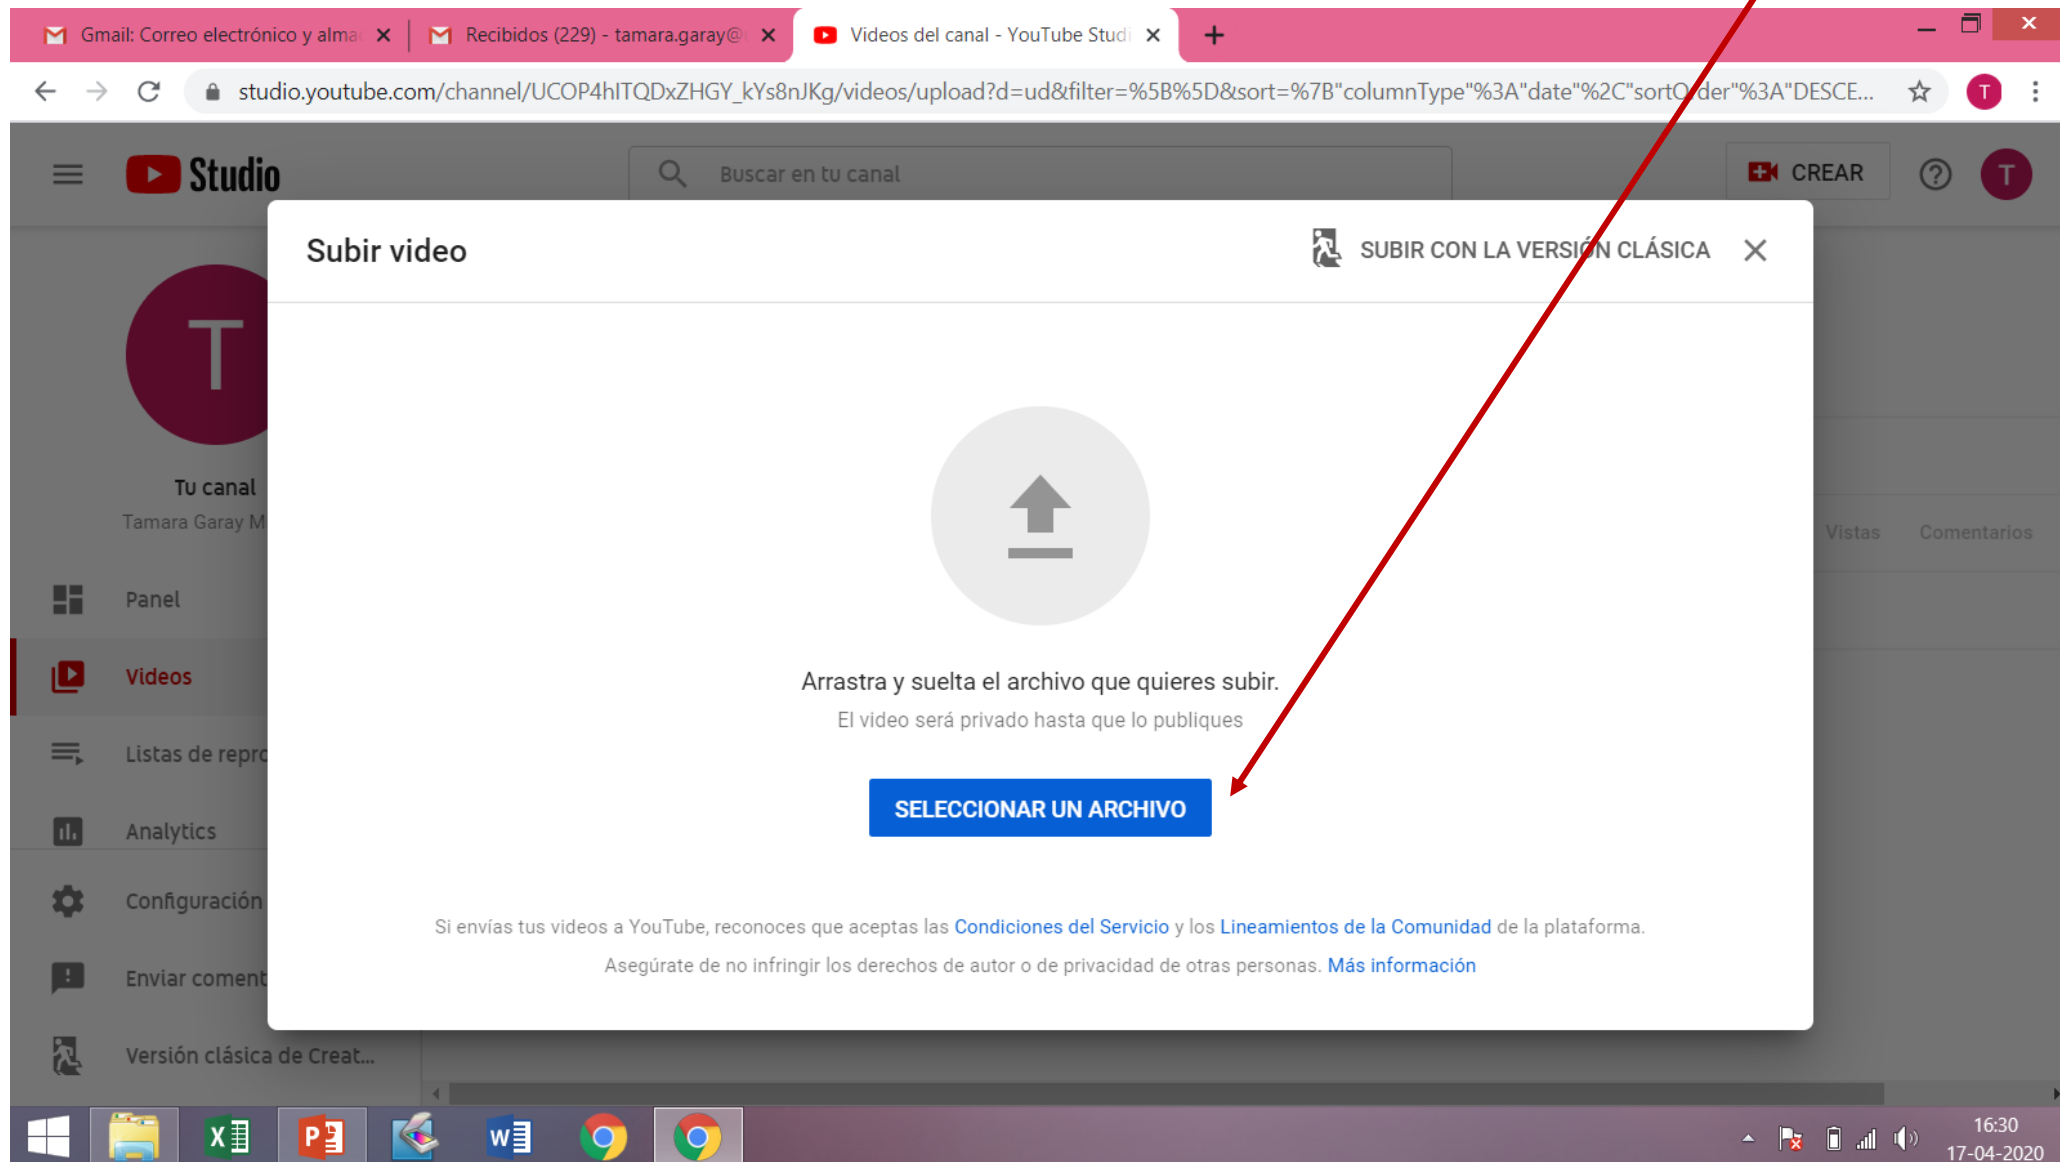 Gmail: Correo electrónico y alma
Recibidos (229) - tamara.garay@
Videos del canal - YouTube Studi
studio.youtube.com/channel/UCOP4hITQDxZHGY_kYs8nJKg/videos/upload?d=ud&filter=%5B%5D&sort=%7B"columnType"%3A"date"%2C"sortOrder"%3A"DESCE...
T
Studio
Buscar en tu canal
CREAR
T
Subir video
SUBIR CON LA VERSIÓN CLÁSICA
T
Tu canal
Tamara Garay M
Vistas
Comentarios
Panel
Videos
Arrastra y suelta el archivo que quieres subir.
El video será privado hasta que lo publiques
Listas de repro
SELECCIONAR UN ARCHIVO
Analytics
Configuración
Si envías tus videos a YouTube, reconoces que aceptas las Condiciones del Servicio y los Lineamientos de la Comunidad de la plataforma.
Asegúrate de no infringir los derechos de autor o de privacidad de otras personas. Más información
Enviar coment
Versión clásica de Creat...
16:30
17-04-2020